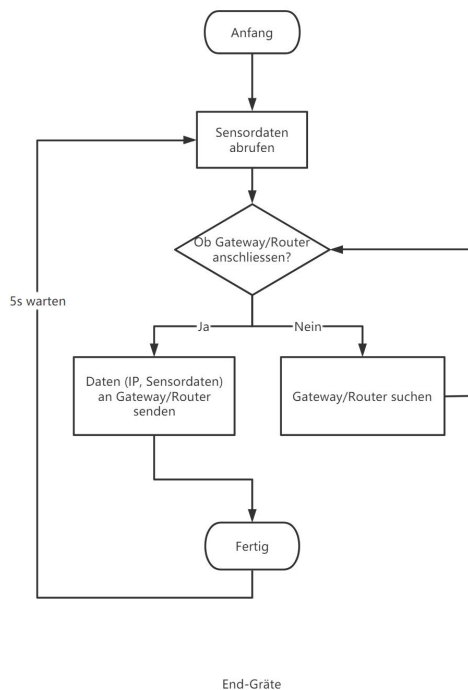 Anfang
Sensordaten
abrufen
Ob Gateway/Router
anschliessen?
5s warten
Ja
Nein
Daten (IP, Sensordaten)
an Gateway/Router
senden
Gateway/Router suchen
Fertig
End-Gräte